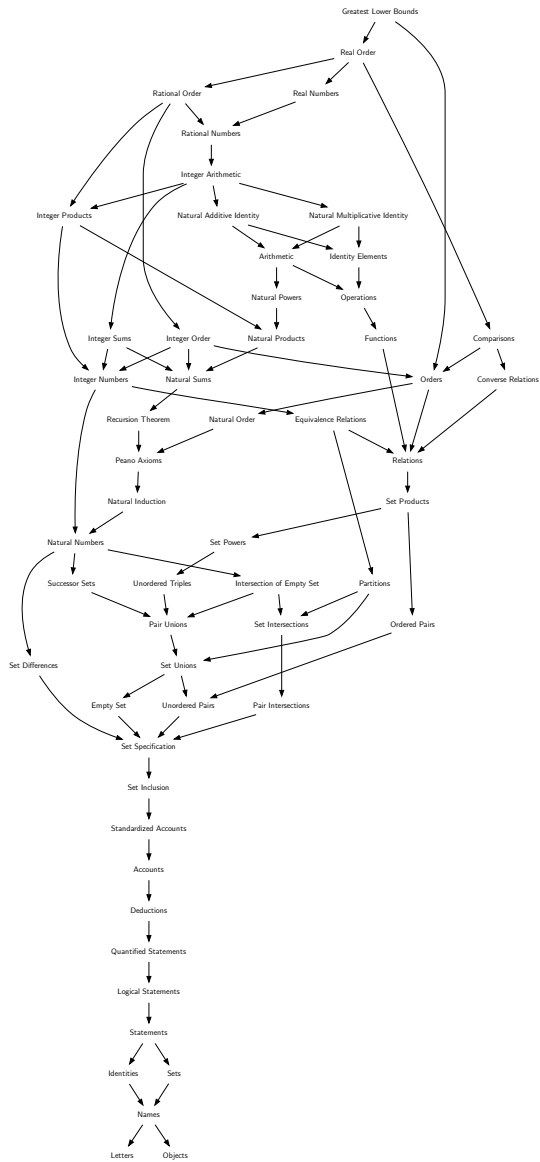 Greatest Lower Bounds
Real Order
Rational Order
Real Numbers
Rational Numbers
Integer Arithmetic
Integer Products
Natural Additive Identity
Natural Multiplicative Identity
Arithmetic
Identity Elements
Natural Powers
Operations
Integer Sums
Integer Order
Natural Products
Functions
Comparisons
Integer Numbers
Natural Sums
Orders
Converse Relations
Recursion Theorem
Natural Order
Equivalence Relations
Peano Axioms
Relations
Natural Induction
Set Products
Natural Numbers
Set Powers
Successor Sets
Unordered Triples
Intersection of Empty Set
Partitions
Pair Unions
Set Intersections
Ordered Pairs
Set Differences
Set Unions
Empty Set
Unordered Pairs
Pair Intersections
Set Specification
Set Inclusion
Standardized Accounts
Accounts
Deductions
Quantified Statements
Logical Statements
Statements
Identities
Sets
Names
Letters
Objects